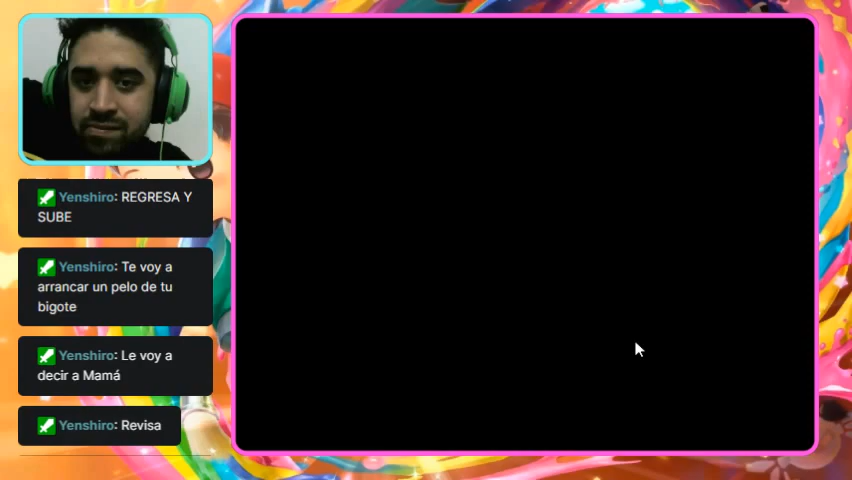 Yenshiro: REGRESA Y
SUBE
Yenshiro: Te voy a
arrancar un pelo de tu
bigote
Yenshiro: Le voy a
decir a Mamá
Yenshiro: Revisa